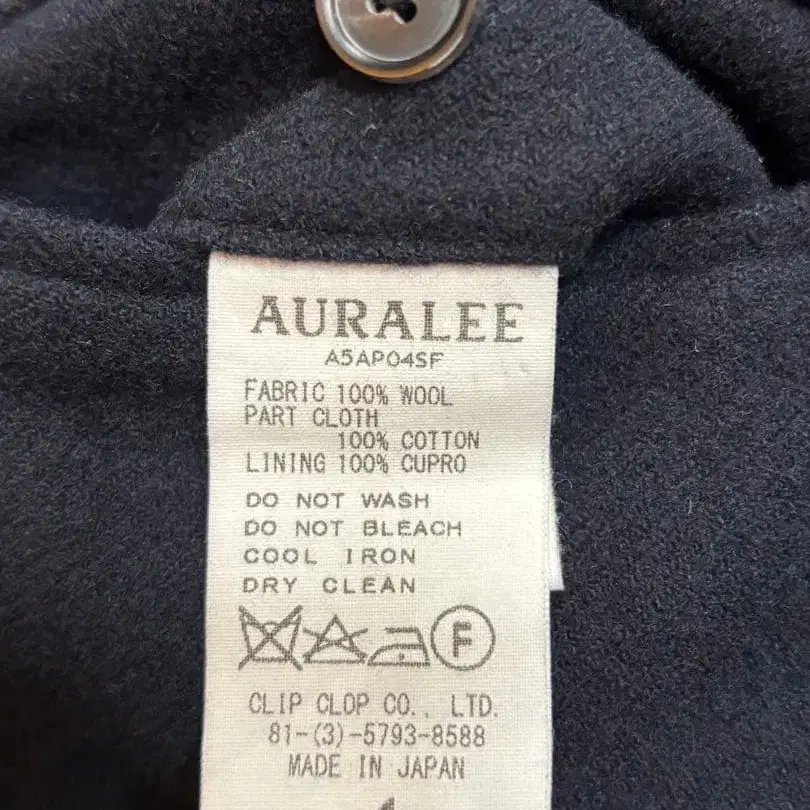 AURALEE
A5AP04SF
FABRIC 100% WOOL
PART CLOTH
100% COTTON
LINING 100% CUPRO
DO NOT WASH
DO NOT BLEACH
COOL IRON
DRY CLEAN
F
CLIP CLOP CO., LTD.
81-(3)-5793-8588
MADE IN JAPAN